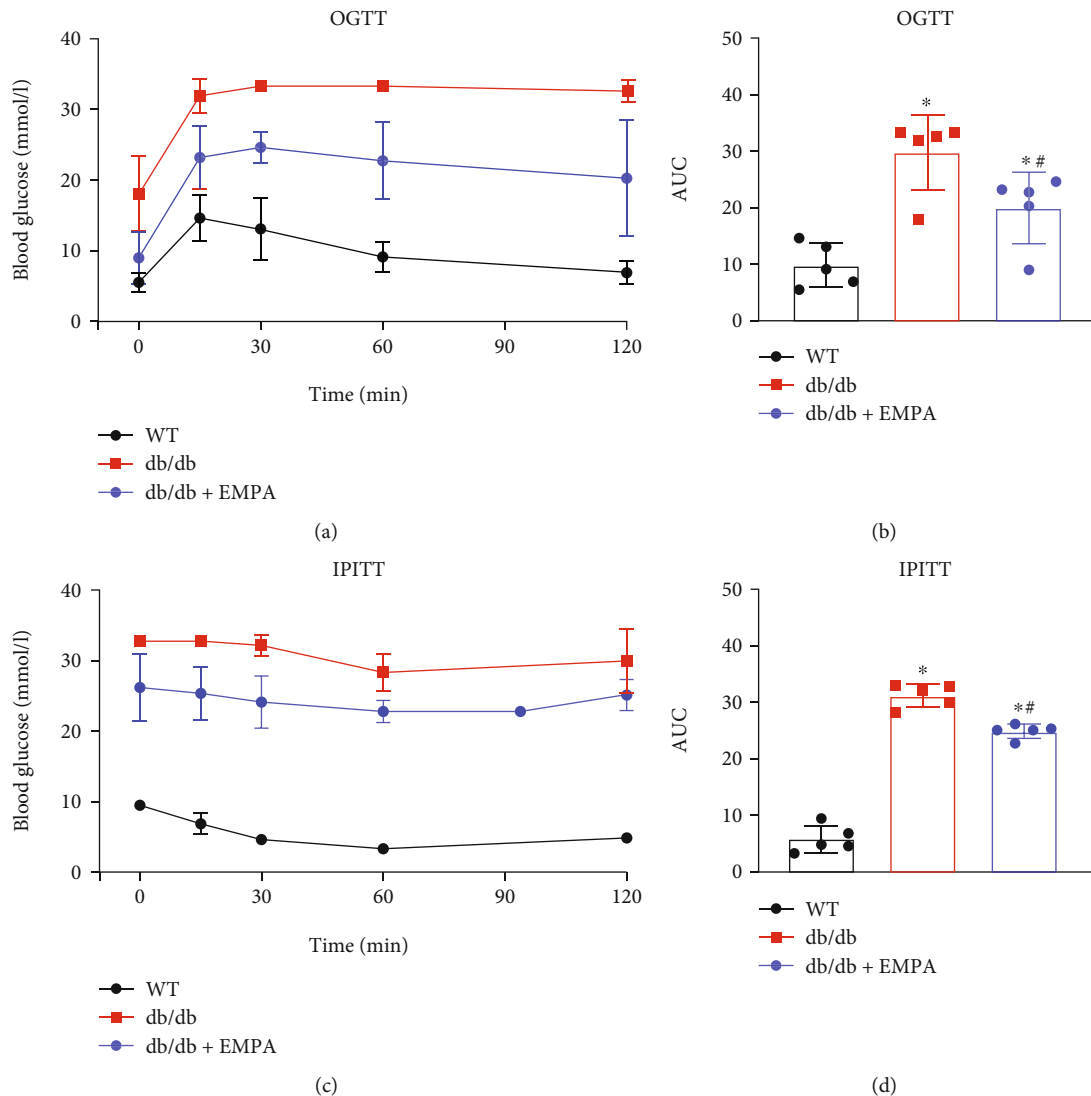 OGTT
Blood glucose (mmol/l)
40
30
20
10
0
0 30 60 90 120
Time (min)
WT
db/db
db/db + EMPA
(a)
OGTT
AUC
50
40
30
20
10
0
*
* #
WT
db/db
db/db + EMPA
(b)
IPITT
Blood glucose (mmol/l)
40
30
20
10
0
0 30 60 90 120
Time (min)
WT
db/db
db/db + EMPA
(c)
IPITT
AUC
50
40
30
20
10
0
*
*#
WT
db/db
db/db + EMPA
(d)